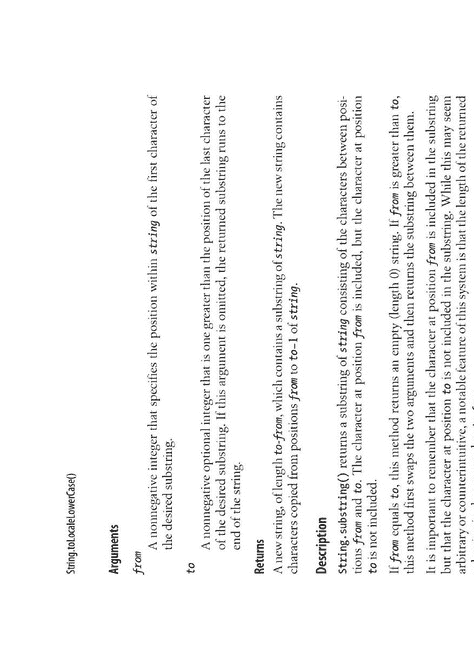 String.toLocaleLowerCase()
Arguments
from
A nonnegative integer that specifies the position within string of the first character of
the desired substring.
to
A nonnegative optional integer that is one greater than the position of the last character
of the desired substring. If this argument is omitted, the returned substring runs to the
end of the string.
Returns
A new string, of length to-from, which contains a substring of string. The new string contains
characters copied from positions from to to-1 of string.
Description
String.substring() returns a substring of string consisting of the characters between posi-
tions from and to. The character at position from is included, but the character at position
to is not included.
If from equals to, this method returns an empty (length 0) string. If from is greater than to,
this method first swaps the two arguments and then returns the substring between them.
It is important to remember that the character at position from is included in the substring
but that the character at position to is not included in the substring. While this may seem
arbitrary or counterintuitive, a notable feature of this system is that the length of the returned